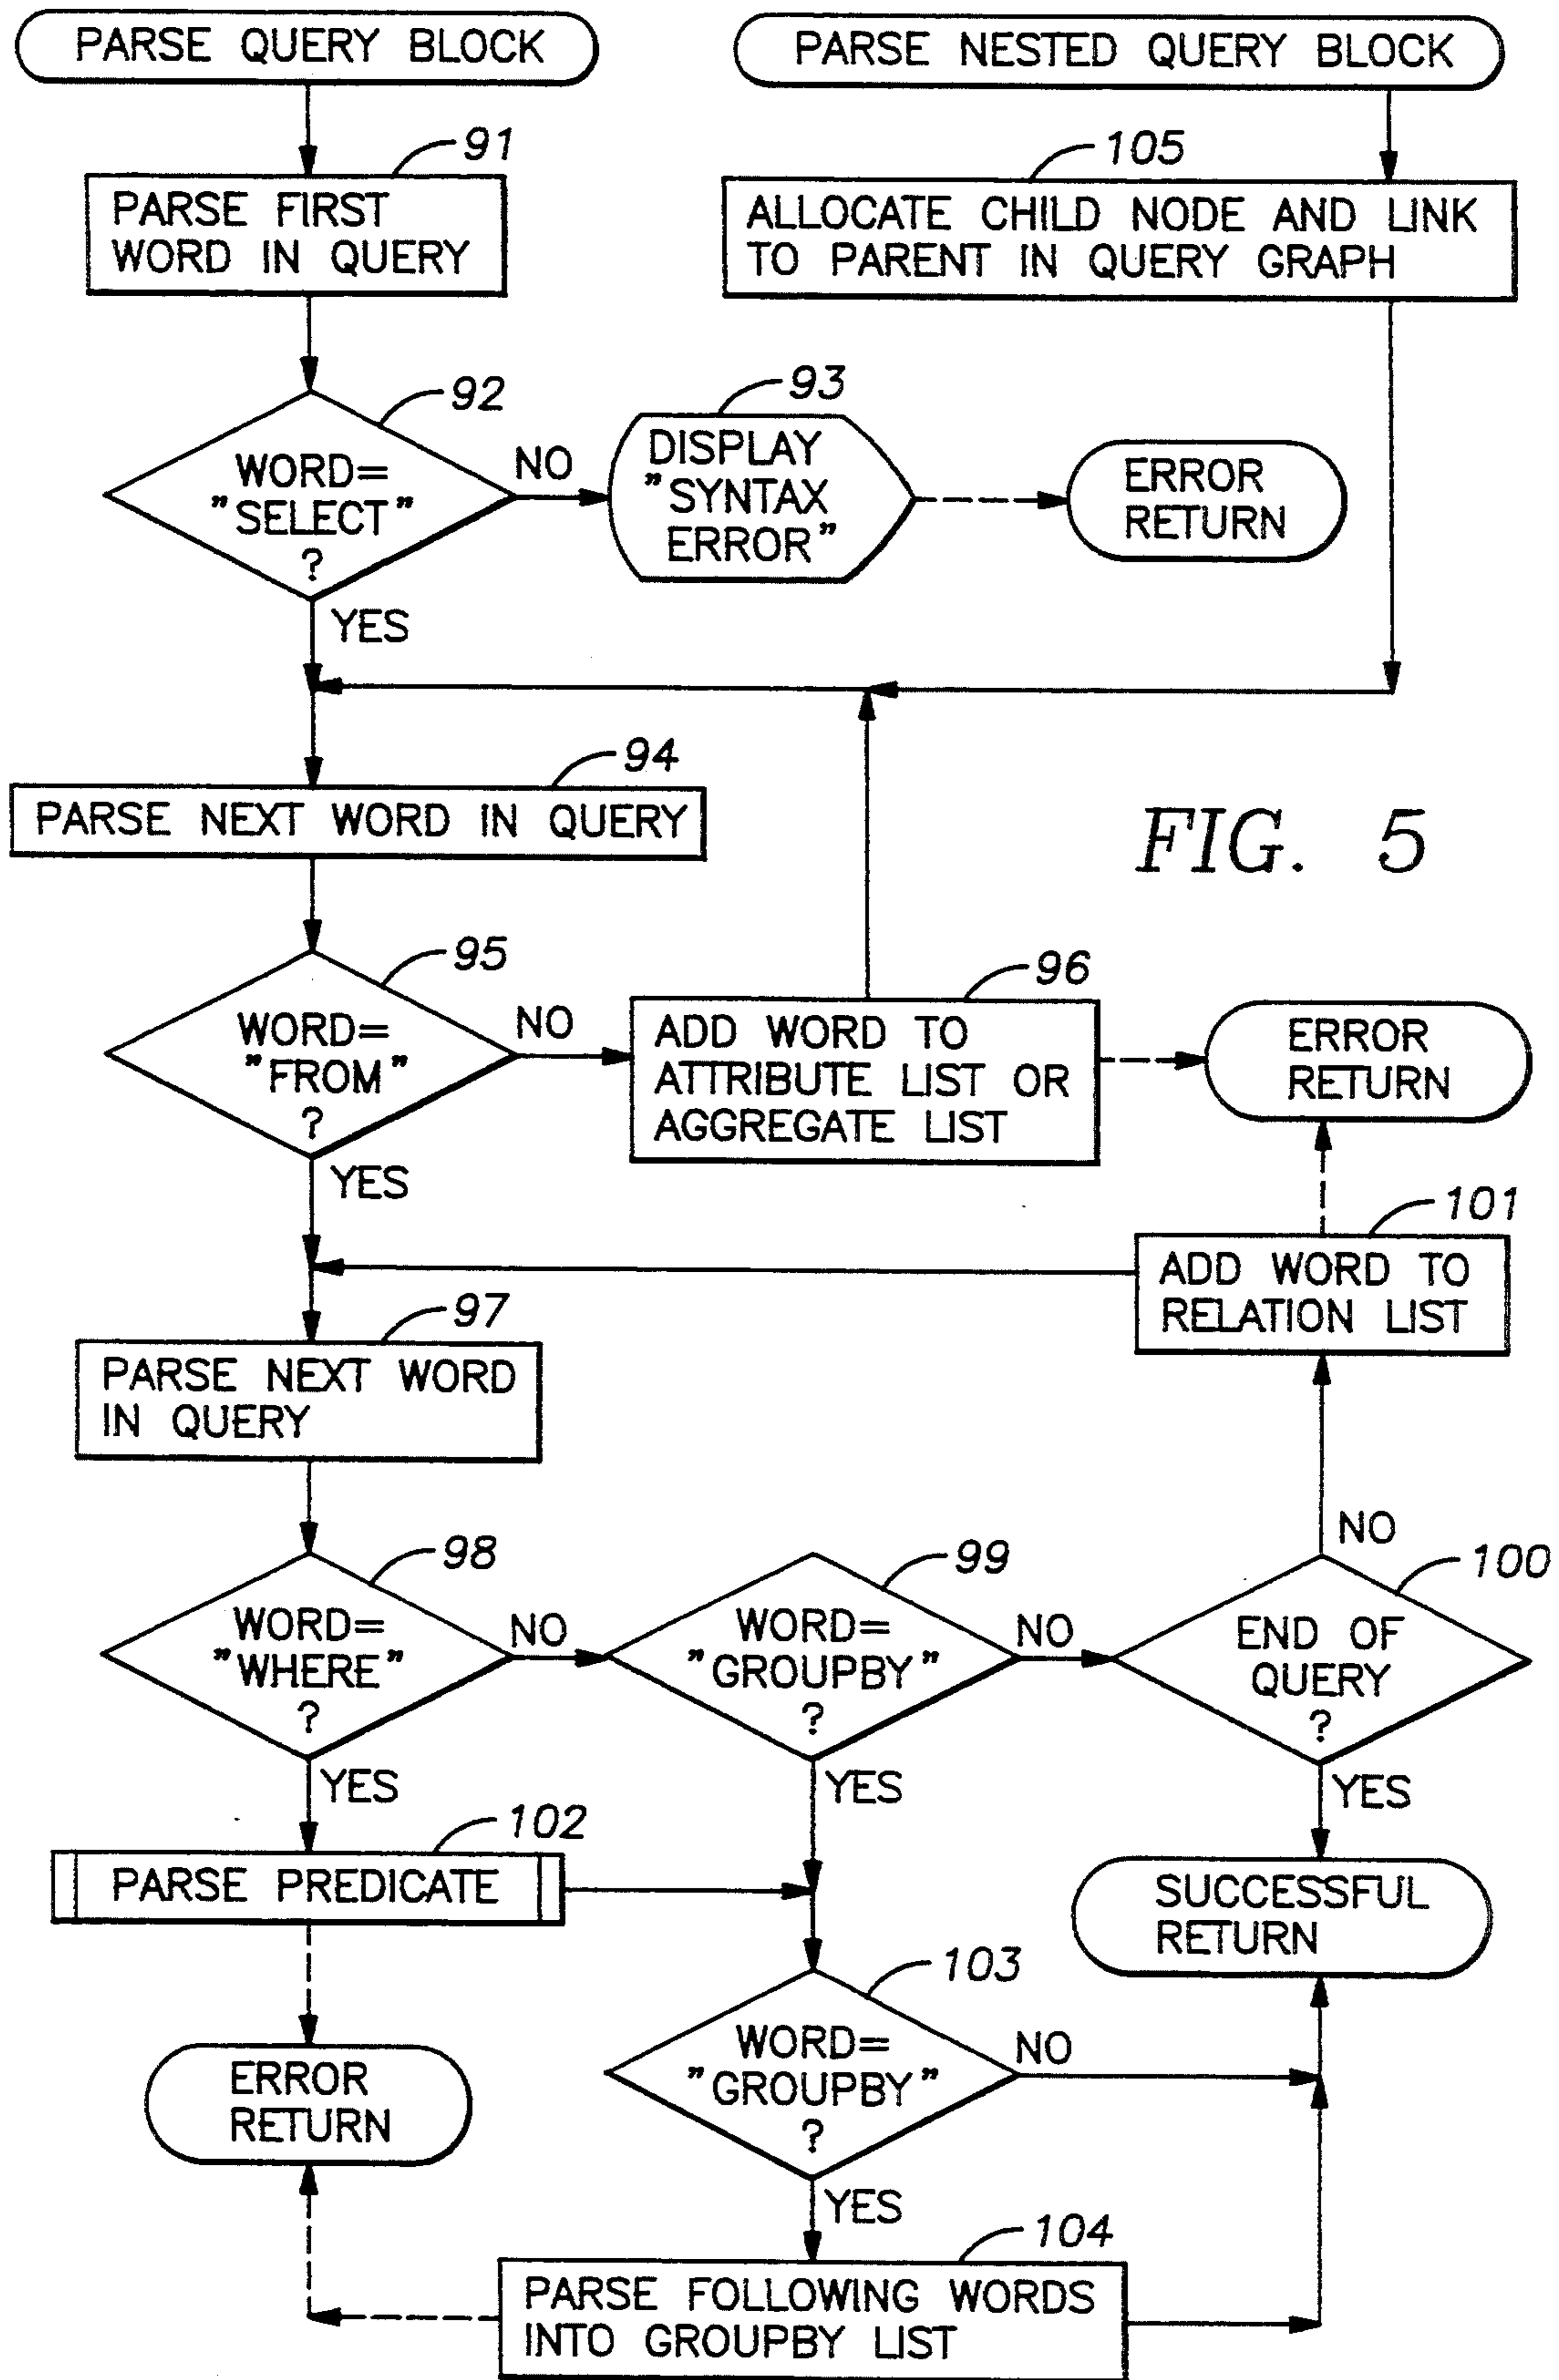 PARSE QUERY BLOCK
PARSE NESTED QUERY BLOCK
91
105
PARSE FIRST
WORD IN QUERY
ALLOCATE CHILD NODE AND LINK
TO PARENT IN QUERY GRAPH
92
93
WORD=
"SELECT"
?
NO
DISPLAY
"SYNTAX
ERROR"
ERROR
RETURN
YES
94
PARSE NEXT WORD IN QUERY
FIG. 5
95
96
WORD=
"FROM"
?
NO
ADD WORD TO
ATTRIBUTE LIST OR
AGGREGATE LIST
ERROR
RETURN
YES
101
ADD WORD TO
RELATION LIST
97
PARSE NEXT WORD
IN QUERY
NO
98
99
100
WORD=
"WHERE"
?
NO
WORD=
"GROUPBY"
?
NO
END OF
QUERY
?
YES
YES
YES
102
PARSE PREDICATE
SUCCESSFUL
RETURN
103
WORD=
"GROUPBY"
?
NO
ERROR
RETURN
YES
104
PARSE FOLLOWING WORDS
INTO GROUPBY LIST